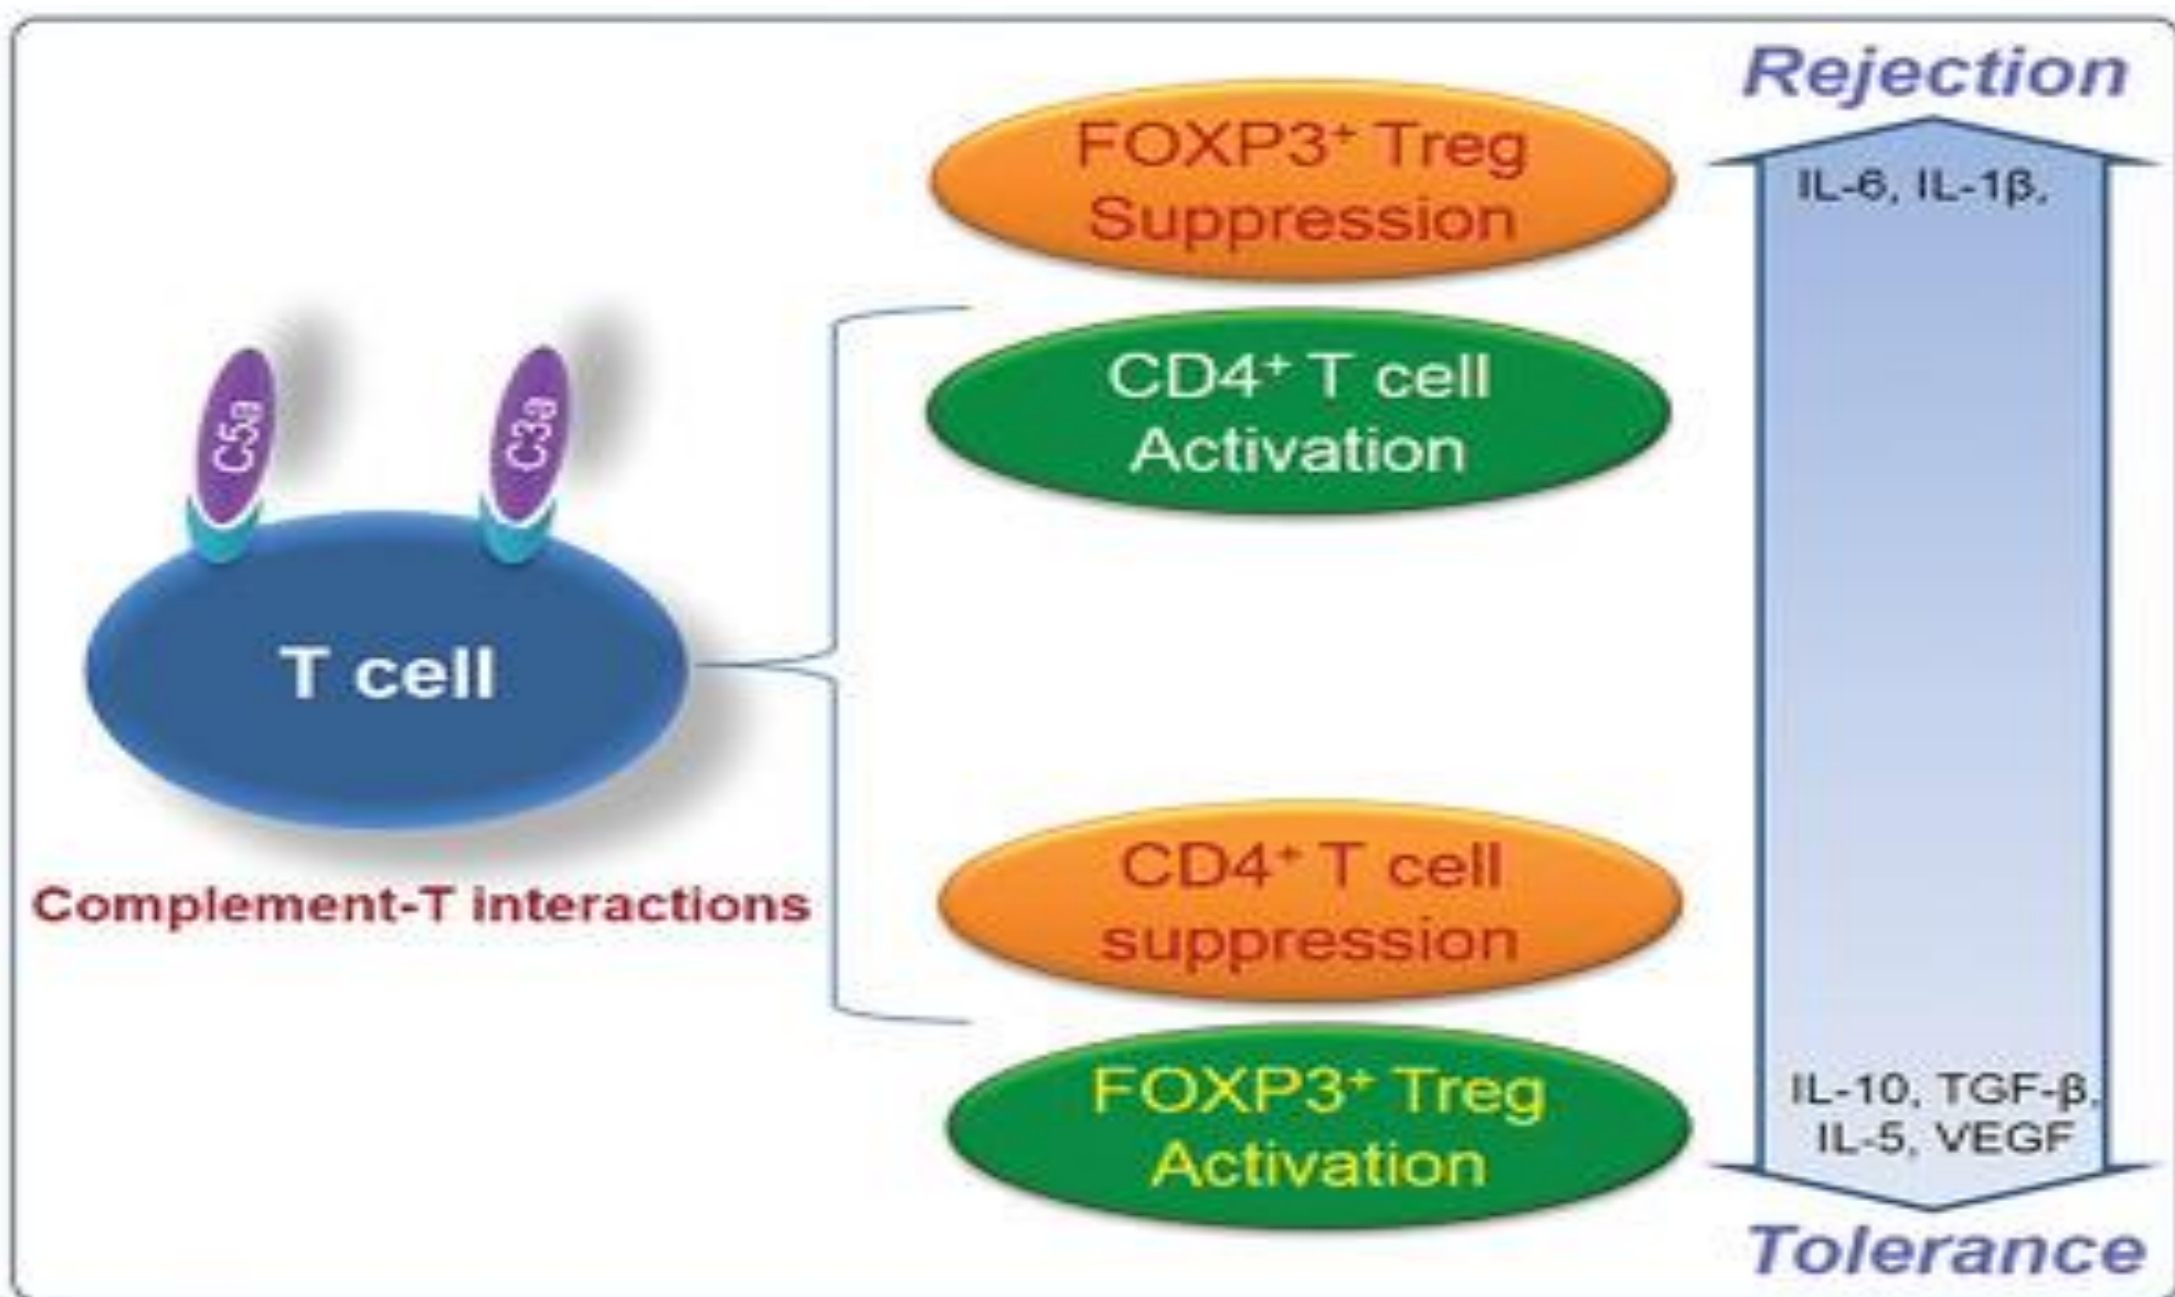 Rejection
FOXP3⁺ Treg
Suppression
IL-6, IL-1β,
CD4⁺ T cell
Activation
C5a
C3a
T cell
Complement-T interactions
CD4⁺ T cell
suppression
FOXP3⁺ Treg
Activation
IL-10, TGF-β,
IL-5, VEGF
Tolerance